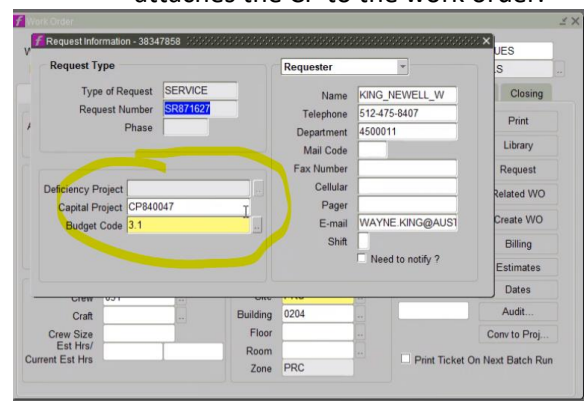 attaches the CP to the work order.
Work Order
Request Information - 38347858
Request Type
Type of Request SERVICE
Request Number SR871627
Phase
Deficiency Project
Capital Project CP840047
Budget Code 3.1
Requester
Name KING_NEWELL_W
Telephone 512-475-8407
Department 4500011
Mail Code
Fax Number
Cellular
Pager
E-mail WAYNE.KING@AUST
Shift
Need to notify ?
UES
S
Closing
Print
Library
Request
Related WO
Create WO
Billing
Estimates
Dates
Audit...
Conv to Proj...
Crew
Craft
Crew Size
Est Hrs/
Current Est Hrs
Site PRC
Building 0204
Floor
Room
Zone PRC
Print Ticket On Next Batch Run